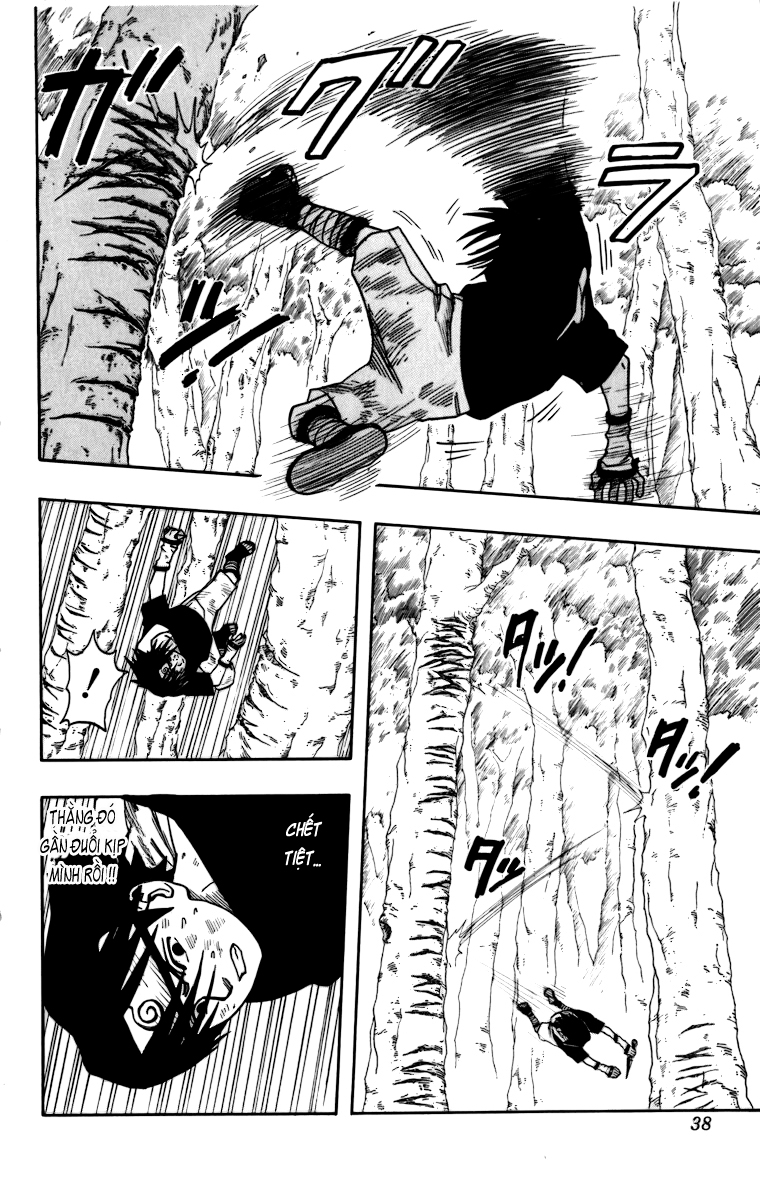 ガ
グ
ラ
ッ
!
タッ!
タッ!
タッ
CHẾT
TIỆT...
THẰNG ĐÓ
GẦN ĐUỔI KỊP
MÌNH RỒI !!
38